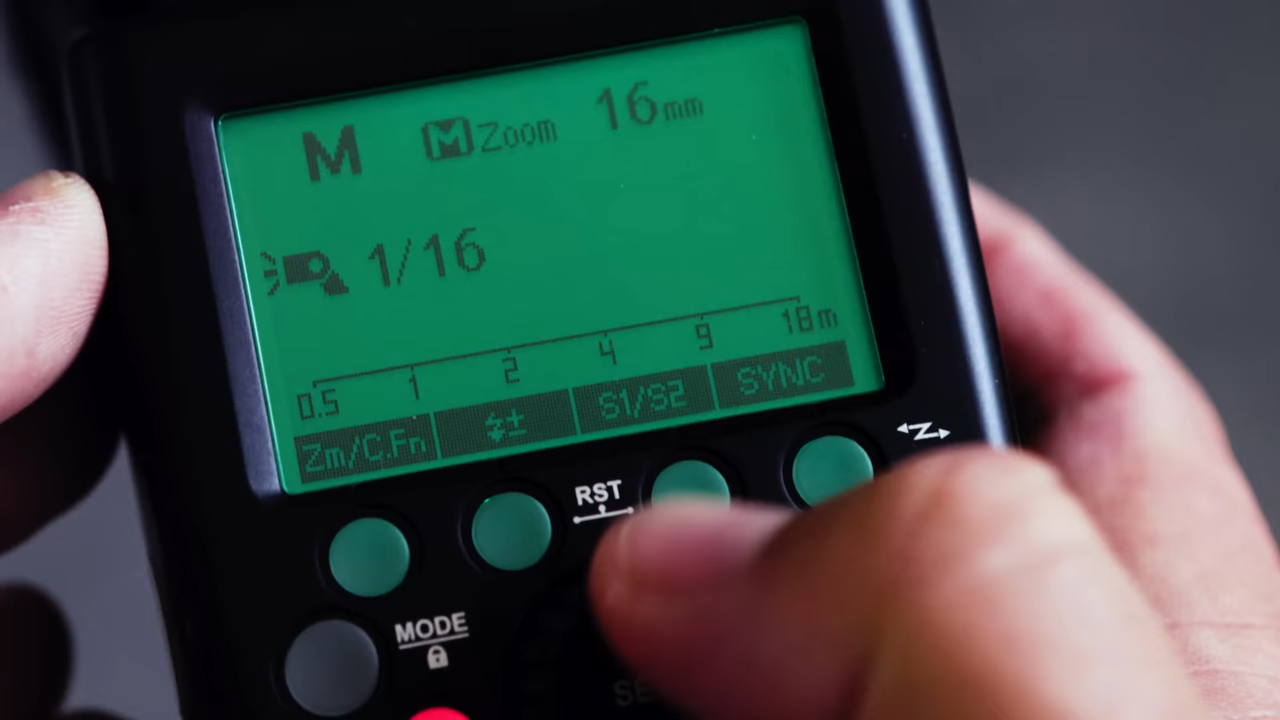 M M Zoom 16mm
1/16
0.5 1 2 4 9 18m
Zm/C.Fn ± S1/S2 SYNC
RST
MODE